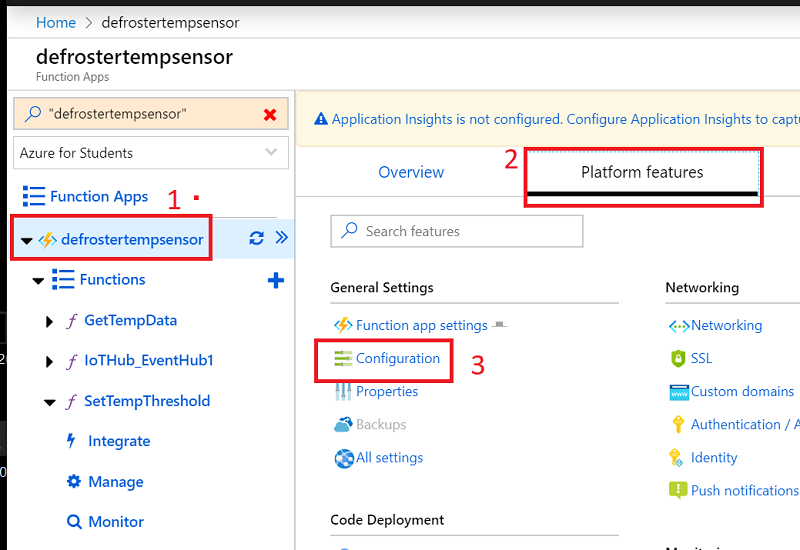 Home > defrostertempsensor
defrostertempsensor
Function Apps
"defrostertempsensor"
Azure for Students
Function Apps
1
defrostertempsensor
Functions
GetTempData
IoTHub_EventHub1
SetTempThreshold
Integrate
Manage
Monitor
Application Insights is not configured. Configure Application Insights to captu
Overview
2
Platform features
Search features
General Settings
Function app settings
Configuration
3
Properties
Backups
All settings
Code Deployment
Networking
Networking
SSL
www
Custom domains
Authentication / A
Identity
Push notifications